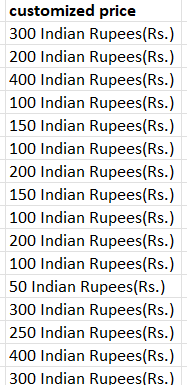 customized price
300 Indian Rupees(Rs.)
200 Indian Rupees(Rs.)
400 Indian Rupees(Rs.)
100 Indian Rupees(Rs.)
150 Indian Rupees(Rs.)
100 Indian Rupees(Rs.)
200 Indian Rupees(Rs.)
150 Indian Rupees(Rs.)
100 Indian Rupees(Rs.)
200 Indian Rupees(Rs.)
100 Indian Rupees(Rs.)
50 Indian Rupees(Rs.)
300 Indian Rupees(Rs.)
250 Indian Rupees(Rs.)
400 Indian Rupees(Rs.)
300 Indian Rupees(Rs.)